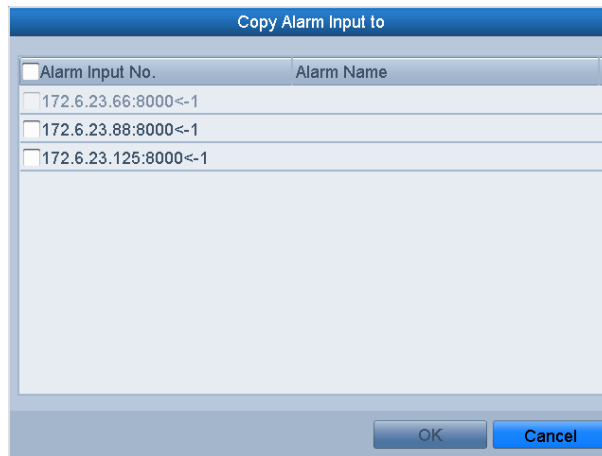 Copy Alarm Input to
Alarm Input No. Alarm Name
172.6.23.66:8000<-1
172.6.23.88:8000<-1
172.6.23.125:8000<-1
OK Cancel